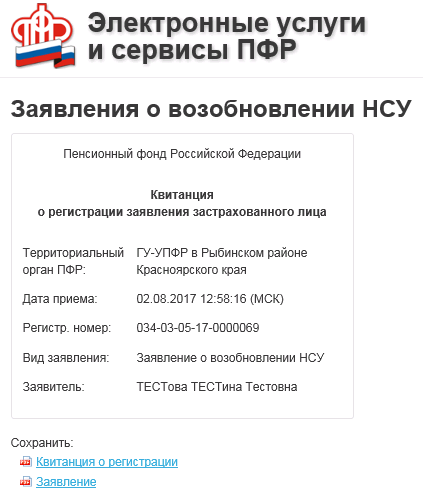 Электронные услуги
и сервисы ПФР
Заявления о возобновлении НСУ
Пенсионный фонд Российской Федерации
Квитанция
о регистрации заявления застрахованного лица
Территориальный орган ПФР: ГУ-УПФР в Рыбинском районе Красноярского края
Дата приема: 02.08.2017 12:58:16 (МСК)
Регистр. номер: 034-03-05-17-0000069
Вид заявления: Заявление о возобновлении НСУ
Заявитель: ТЕСТова ТЕСТина Тестовна
Сохранить:
Квитанция о регистрации
Заявление